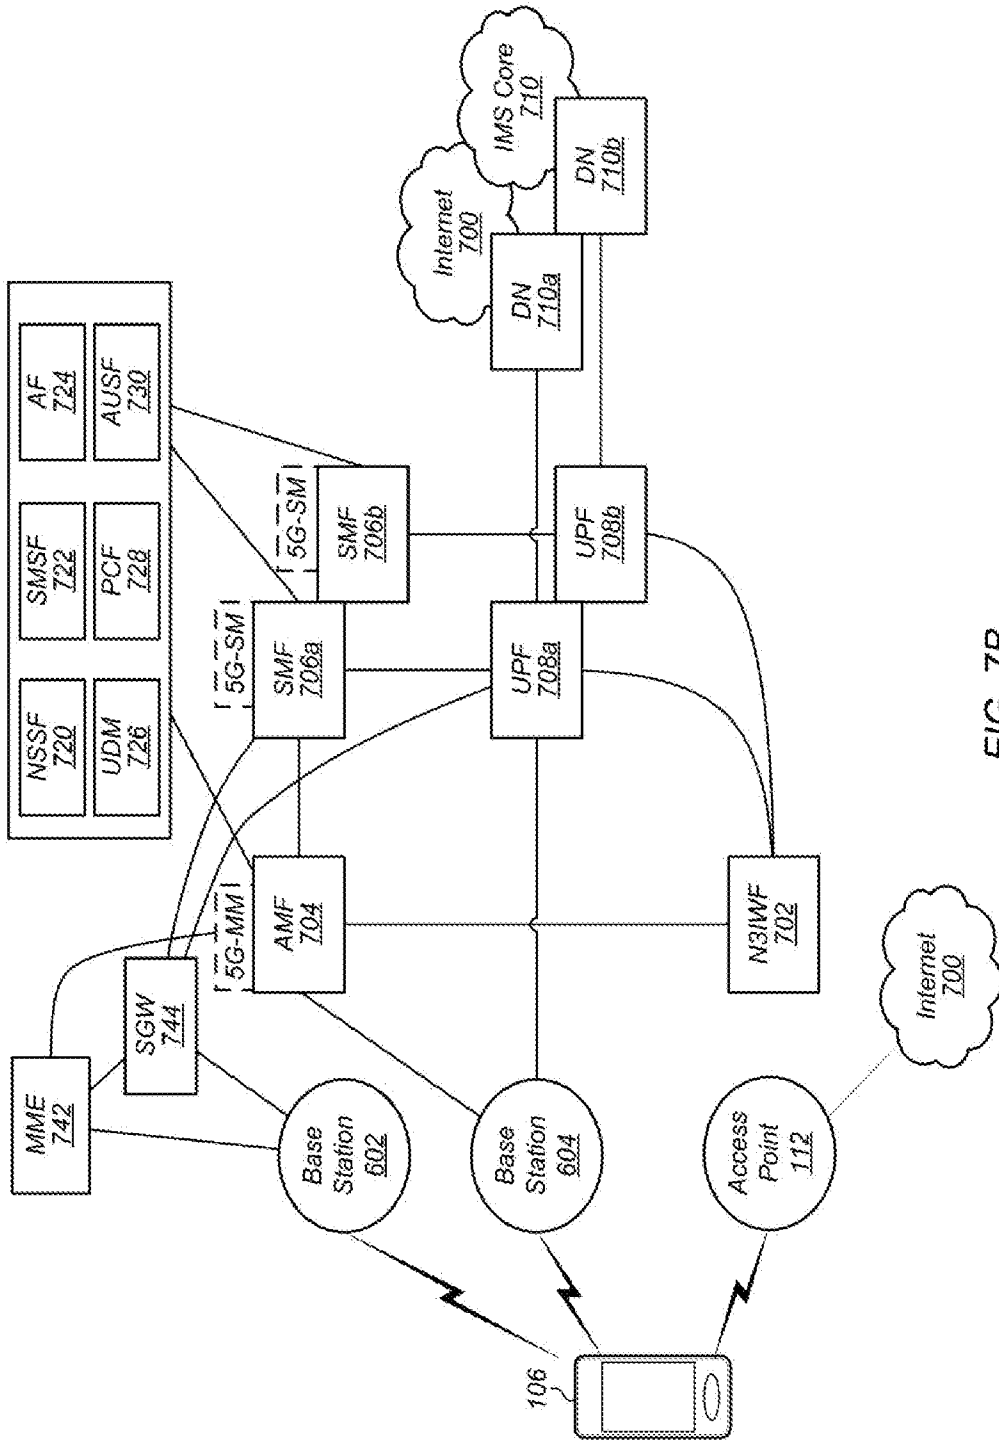 NSSF
720
SMSF
722
AF
724
UDM
726
PCF
728
AUSF
730
MME
742
SGW
744
5G-MM
AMF
704
5G-SM
SMF
706a
5G-SM
SMF
706b
Internet
700
IMS Core
710
DN
710a
DN
710b
Base
Station
602
Base
Station
604
UPF
708a
UPF
708b
106
Access
Point
112
N3IWF
702
Internet
700
FIG. 7B